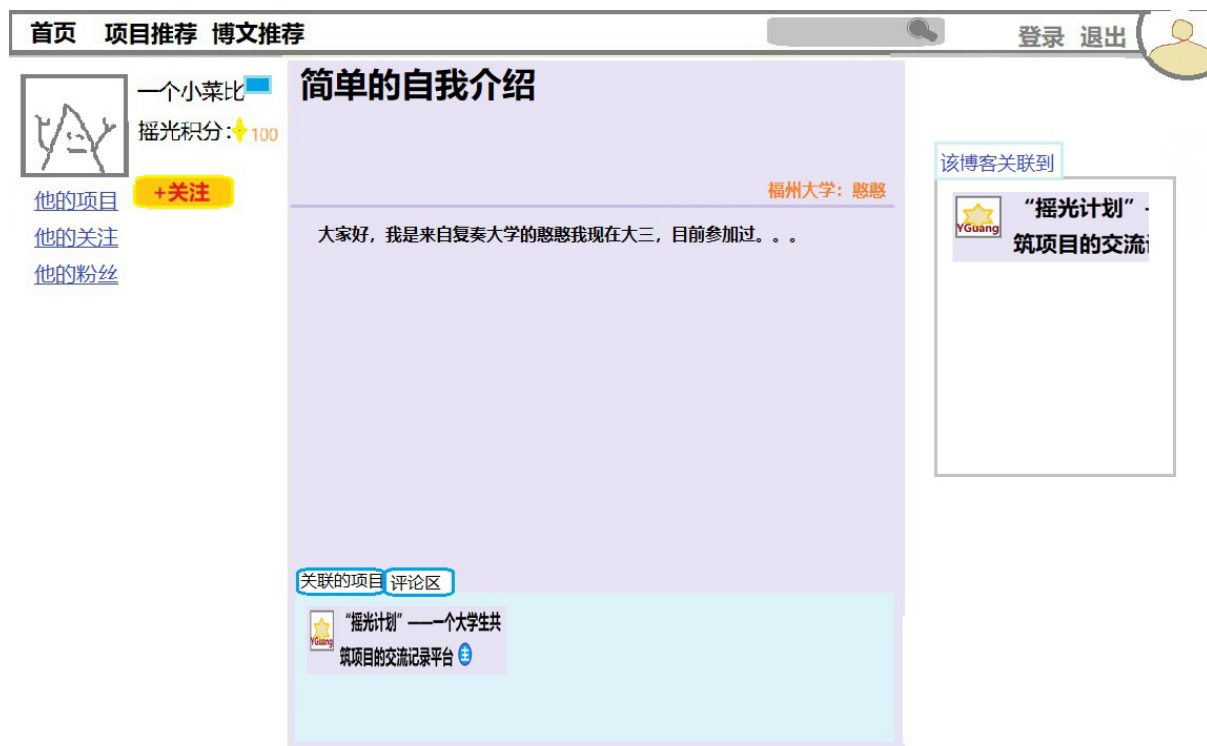 首页 项目推荐 博文推荐
登录 退出
一个小菜比
摇光积分: 100
+关注
他的项目
他的关注
他的粉丝
简单的自我介绍
福州大学：憨憨
大家好，我是来自复奏大学的憨憨我现在大三，目前参加过。。。
关联的项目 评论区
YGuang
“摇光计划”——一个大学生共
筑项目的交流记录平台 主
该博客关联到
YGuang
“摇光计划”-
筑项目的交流